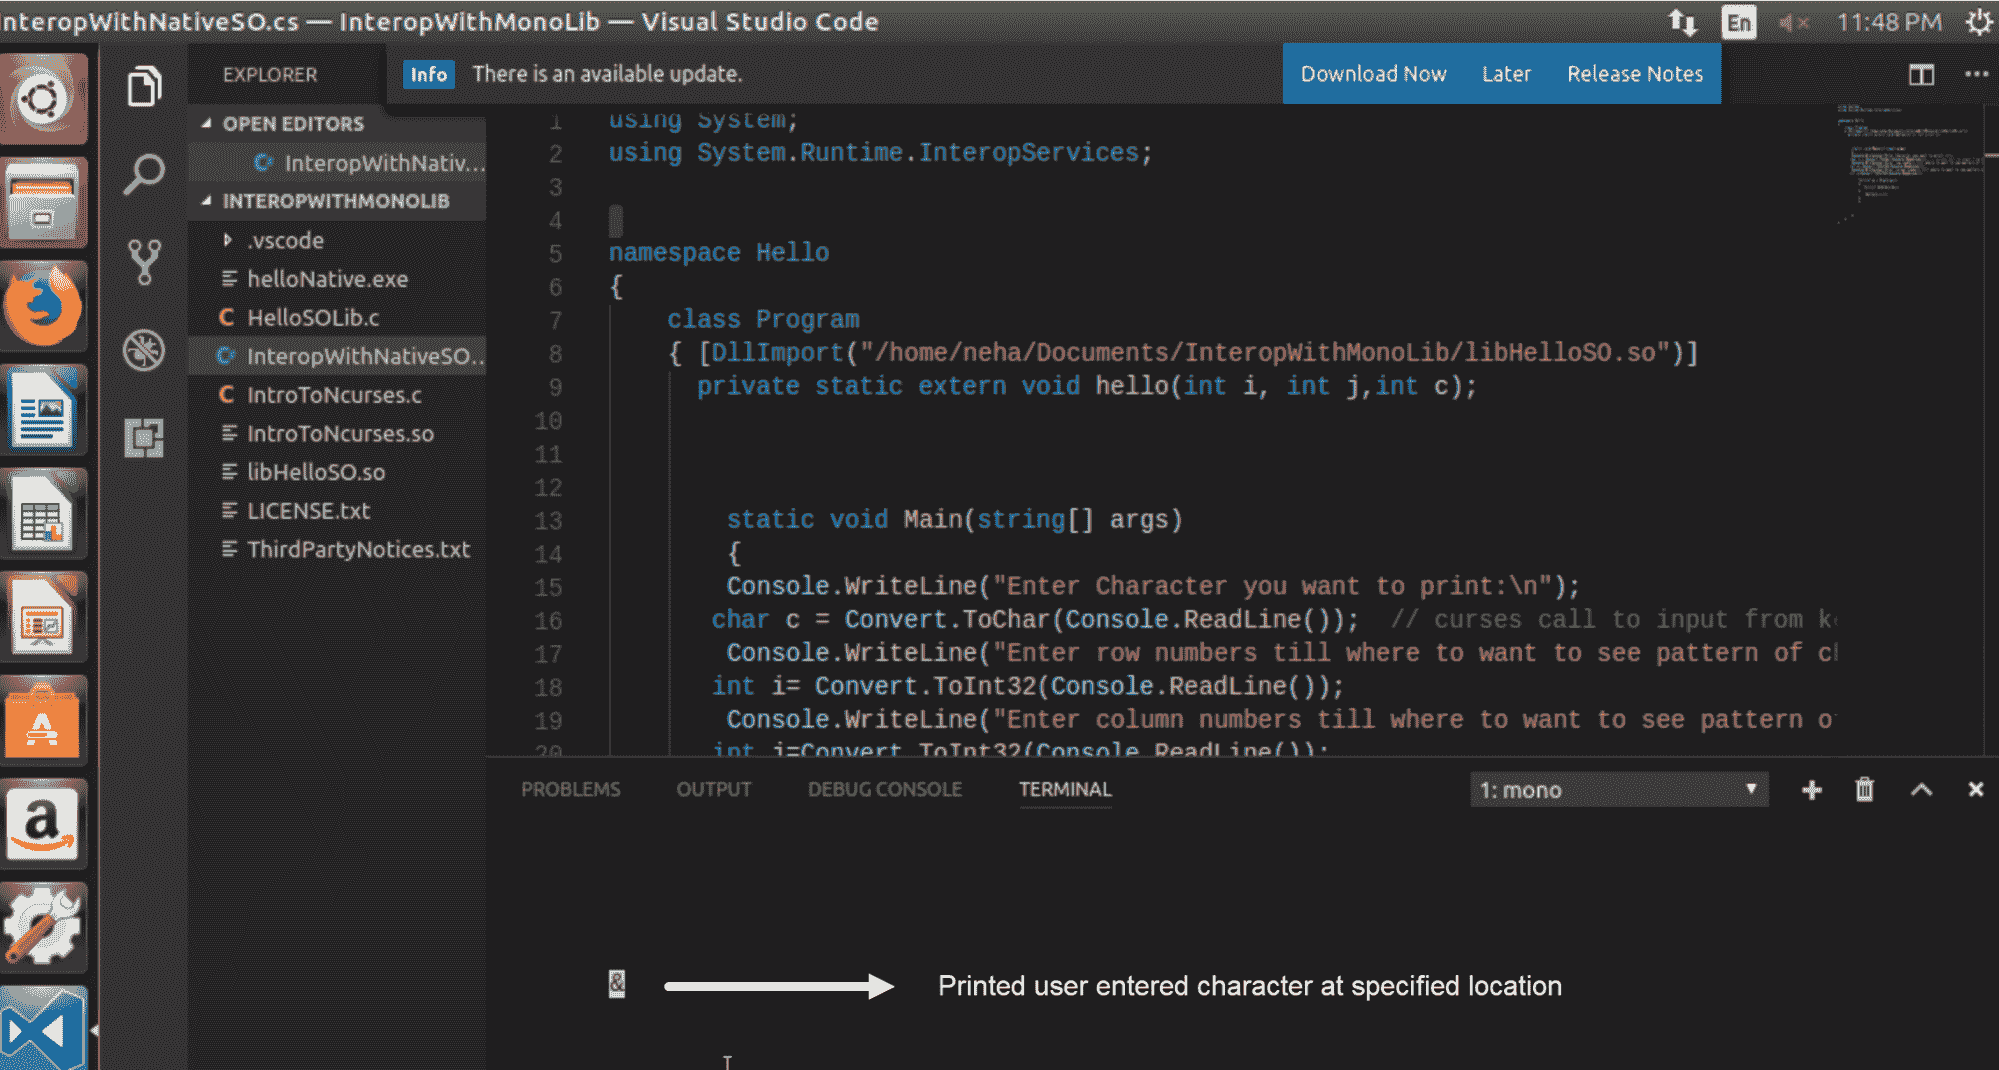 InteropWithNativeSO.cs — InteropWithMonoLib — Visual Studio Code
En
11:48 PM
EXPLORER
Info There is an available update.
Download Now Later Release Notes
OPEN EDITORS
InteropWithNativ...
INTEROPWITHMONOLIB
.vscode
helloNative.exe
C HelloSOLib.c
InteropWithNativeSO..
C IntroToNcurses.c
IntroToNcurses.so
libHelloSO.so
LICENSE.txt
ThirdPartyNotices.txt
1 using System;
2 using System.Runtime.InteropServices;
3
4
5 namespace Hello
6 {
7 class Program
8 { [DllImport("/home/neha/Documents/InteropWithMonoLib/libHelloSO.so")]
9 private static extern void hello(int i, int j,int c);
10
11
12
13 static void Main(string[] args)
14 {
15 Console.WriteLine("Enter Character you want to print:\n");
16 char c = Convert.ToChar(Console.ReadLine()); // curses call to input from
17 Console.WriteLine("Enter row numbers till where to want to see pattern of
18 int i= Convert.ToInt32(Console.ReadLine());
19 Console.WriteLine("Enter column numbers till where to want to see pattern
20 int j=Convert.ToInt32(Console.ReadLine());
PROBLEMS OUTPUT DEBUG CONSOLE TERMINAL
1: mono
& Printed user entered character at specified location